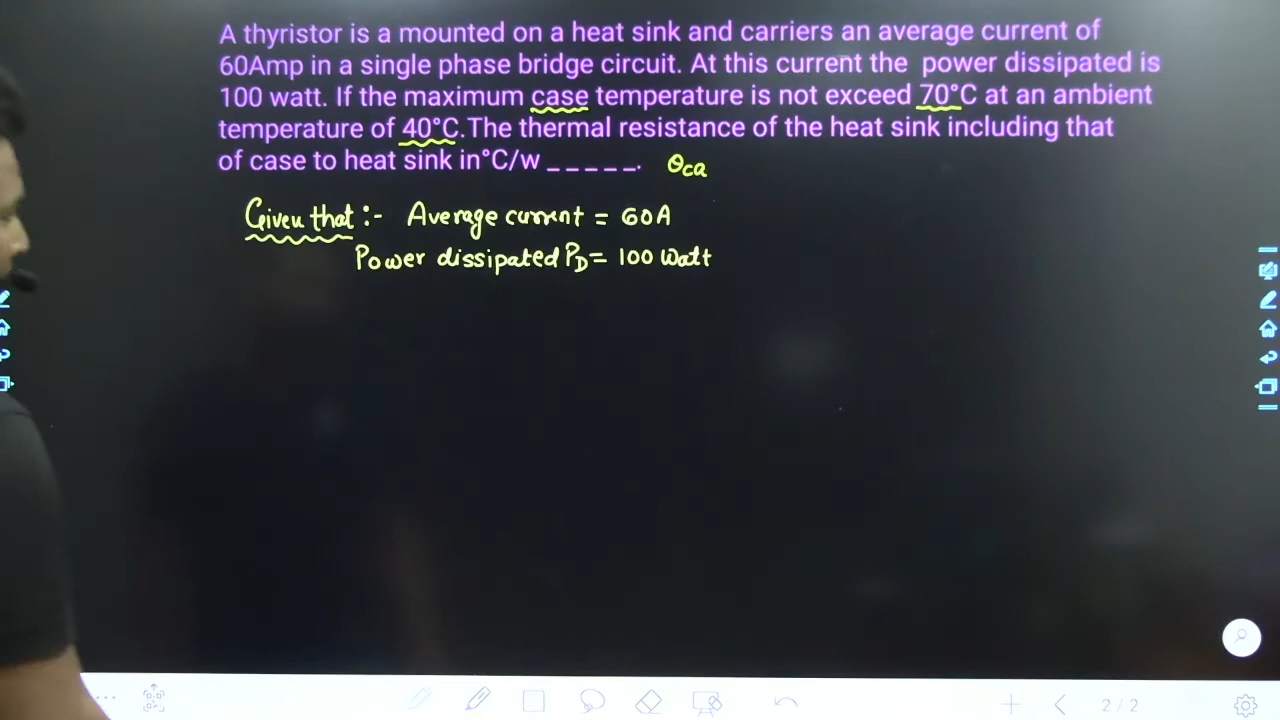 A thyristor is a mounted on a heat sink and carriers an average current of
60Amp in a single phase bridge circuit. At this current the power dissipated is
100 watt. If the maximum case temperature is not exceed 70°C at an ambient
temperature of 40°C.The thermal resistance of the heat sink including that
of case to heat sink in°C/w _ _ _ _ _. θca
Given that :- Average current = 60A
Power dissipated PD = 100 Watt
2/2